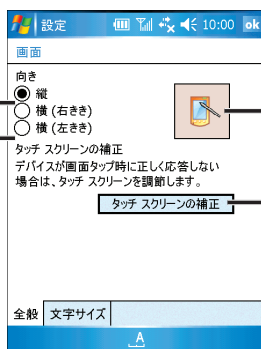 設定 10:00 ok
画面
向き
縦
横 (右きき)
横 (左きき)
タッチ スクリーンの補正
デバイスが画面タップ時に正しく応答しない
場合は、タッチ スクリーンを調節します。
タッチ スクリーンの補正
全般 文字サイズ
A